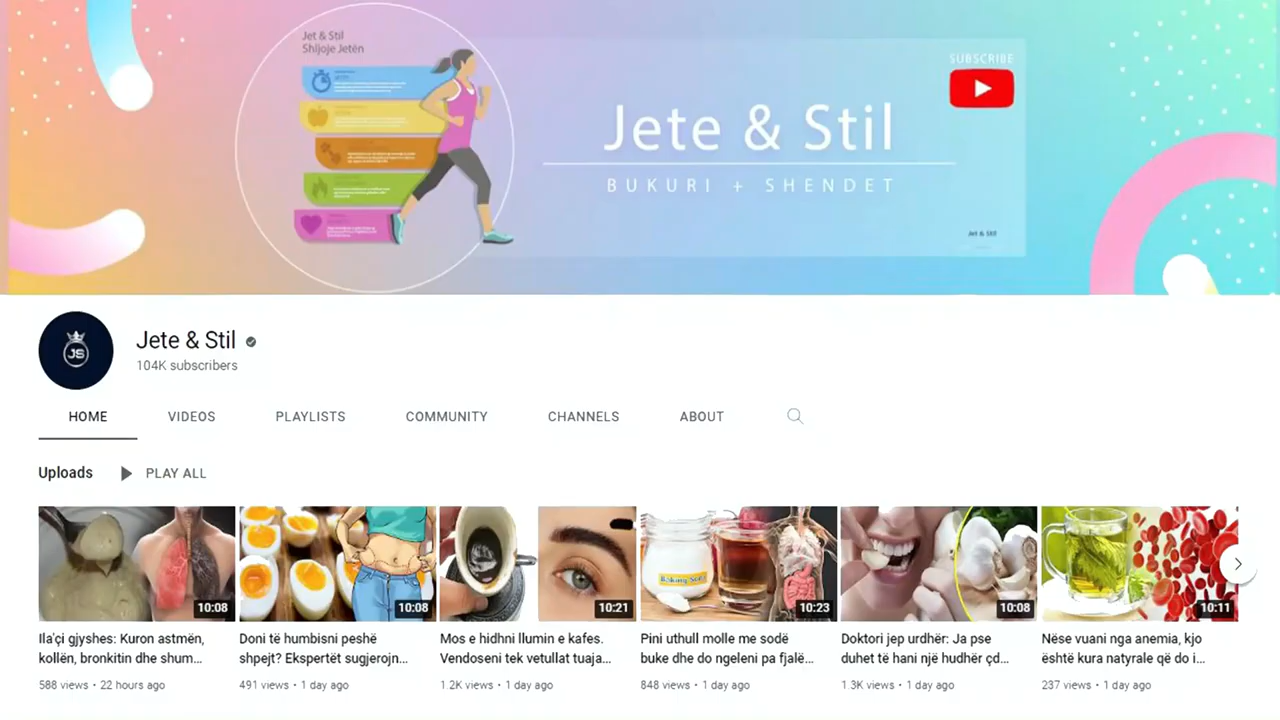 Jet & Stil
Shijoje Jetën
SUBSCRIBE
Jete & Stil
BUKURI + SHENDET
Jet & Stil
JS
Jete & Stil
104K subscribers
HOME VIDEOS PLAYLISTS COMMUNITY CHANNELS ABOUT
Uploads PLAY ALL
Baking Soda
10:08 10:08 10:21 10:23 10:08 10:11
Ila'çi gjyshes: Kuron astmën,
kollën, bronkitin dhe shum...
588 views • 22 hours ago
Doni të humbisni peshë
shpejt? Ekspertët sugjerojn...
491 views • 1 day ago
Mos e hidhni llumin e kafes.
Vendoseni tek vetullat tuaja...
1.2K views • 1 day ago
Pini uthull molle me sodë
buke dhe do ngeleni pa fjalë...
848 views • 1 day ago
Doktori jep urdhër: Ja pse
duhet të hani një hudhër çd...
1.3K views • 1 day ago
Nëse vuani nga anemia, kjo
është kura natyrale që do i...
237 views • 1 day ago